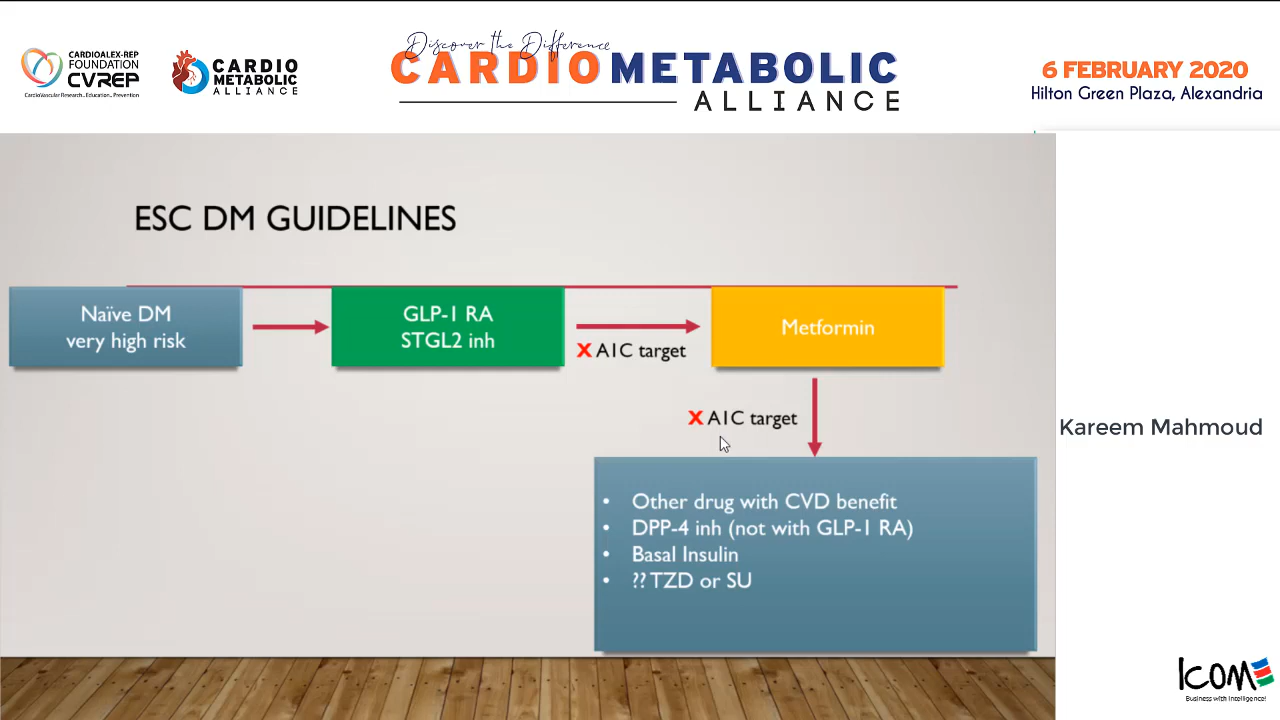 CARDIOALEX-REP
FOUNDATION
CVREP
CardioVascular Research.. Education.. Prevention
CARDIO
METABOLIC
ALLIANCE
Discover the Difference
CARDIOMETABOLIC
ALLIANCE
6 FEBRUARY 2020
Hilton Green Plaza, Alexandria
ESC DM GUIDELINES
Naïve DM
very high risk
GLP-1 RA
STGL2 inh
X A1C target
Metformin
X A1C target
• Other drug with CVD benefit
• DPP-4 inh (not with GLP-1 RA)
• Basal Insulin
• ?? TZD or SU
Kareem Mahmoud
ICOME
Business with Intelligence!